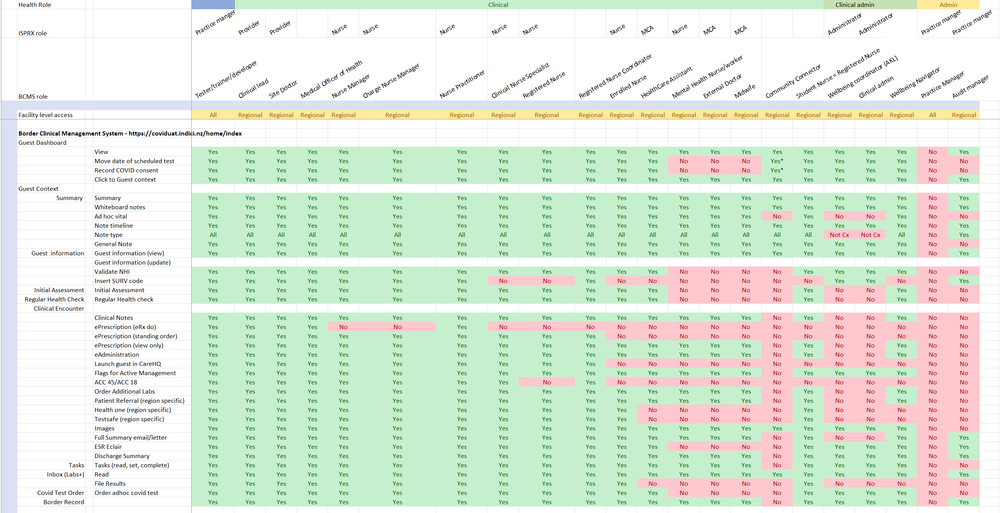 Health Role Clinical Clinical admin Admin
ISPRX role Practice manger Provider Provider Nurse Nurse Nurse Nurse Nurse Nurse MCA Nurse MCA MCA Administrator Administrator Practice manger Practice manger
BCMS role Tester/trainer/developer Clinical lead Site Doctor Medical Officer of Health Nurse Manager Charge Nurse Manager Nurse Practitioner Clinical Nurse Specialist Registered Nurse Registered Nurse Coordinator Enrolled Nurse HealthCare Assistant Mental Health Nurse/worker External Doctor Midwife Community Connector Student Nurse = Registered Nurse Wellbeing coordinator (AKL) Clinical admin Wellbeing Navigator Practice Manager Audit manager
Facility level access All Regional Regional Regional Regional Regional Regional Regional Regional Regional Regional Regional Regional Regional Regional Regional Regional Regional Regional Regional All Regional
Border Clinical Management System - https://coviduat.indici.nz/home/index
Guest Dashboard
View Yes Yes Yes Yes Yes Yes Yes Yes Yes Yes Yes Yes Yes Yes Yes Yes Yes Yes Yes Yes No Yes
Move date of scheduled test Yes Yes Yes Yes Yes Yes Yes Yes Yes Yes Yes Yes No No No Yes* Yes Yes Yes Yes No No
Record COVID consent Yes Yes Yes Yes Yes Yes Yes Yes Yes Yes Yes Yes No No No Yes* Yes Yes Yes Yes No No
Click to Guest context Yes Yes Yes Yes Yes Yes Yes Yes Yes Yes Yes Yes Yes Yes Yes Yes Yes Yes Yes Yes No Yes
Guest Context
Summary Summary Yes Yes Yes Yes Yes Yes Yes Yes Yes Yes Yes Yes Yes Yes Yes Yes Yes Yes Yes Yes No Yes
Whiteboard notes Yes Yes Yes Yes Yes Yes Yes Yes Yes Yes Yes Yes Yes Yes Yes Yes Yes Yes Yes Yes No Yes
Ad hoc vital Yes Yes Yes Yes Yes Yes Yes Yes Yes Yes Yes Yes Yes Yes Yes No Yes No No Yes No No
Note timeline Yes Yes Yes Yes Yes Yes Yes Yes Yes Yes Yes Yes Yes Yes Yes Yes Yes Yes Yes Yes No Yes
Note type All All All All All All All All All All All All All All All All All Not Cx Not Cx All No Yes
General Note Yes Yes Yes Yes Yes Yes Yes Yes Yes Yes Yes Yes Yes Yes Yes Yes Yes Yes Yes Yes No No
Guest information Guest information (view) Yes Yes Yes Yes Yes Yes Yes Yes Yes Yes Yes Yes Yes Yes Yes Yes Yes Yes Yes Yes No Yes
Guest information (update)
Validate NHI Yes Yes Yes Yes Yes Yes Yes Yes Yes Yes Yes Yes No No No No Yes Yes Yes Yes No No
Insert SURV code Yes Yes Yes Yes Yes Yes Yes No No Yes No No No No No No No Yes Yes No No Yes
Initial Assessment Initial Assessment Yes Yes Yes Yes Yes Yes Yes Yes Yes Yes Yes Yes No No No No Yes No No Yes No No
Regular Health Check Regular Health check Yes Yes Yes Yes Yes Yes Yes Yes Yes Yes Yes Yes No No No No Yes No No Yes No No
Clinical Encounter
Clinical Notes Yes Yes Yes Yes Yes Yes Yes Yes Yes Yes Yes Yes Yes Yes Yes No Yes No No Yes No No
ePrescription (eRx do) Yes Yes Yes Yes No No Yes No No No No No No No No No No No No No No No
ePrescription (standing order) Yes Yes Yes Yes Yes Yes Yes Yes Yes Yes No No No No No No No No No No No No
ePrescription (view only) Yes Yes Yes Yes Yes Yes Yes Yes Yes Yes Yes Yes Yes Yes Yes No Yes No No Yes No No
eAdministration Yes Yes Yes Yes Yes Yes Yes Yes Yes Yes Yes Yes Yes Yes Yes No Yes No No Yes No No
Launch guest in CareHQ Yes Yes Yes Yes Yes Yes Yes Yes Yes Yes No No No No No No No No No No No No
Flags for Active Management Yes Yes Yes Yes Yes Yes Yes Yes Yes Yes Yes Yes Yes Yes Yes No Yes Yes Yes Yes No No
ACC 45/ACC 18 Yes Yes Yes Yes Yes Yes Yes Yes No Yes No No No No No No No No No No No No
Order Additional Labs Yes Yes Yes Yes Yes Yes Yes Yes Yes Yes Yes Yes Yes Yes Yes No Yes No No Yes No No
Patient Referral (region specific) Yes Yes Yes Yes Yes Yes Yes Yes Yes Yes Yes Yes Yes Yes Yes No Yes No No Yes No No
Health one (region specific) Yes Yes Yes Yes Yes Yes Yes Yes Yes Yes Yes No No No No No Yes No No No No No
Testsafe (region specific) Yes Yes Yes Yes Yes Yes Yes Yes Yes Yes Yes No No No No No Yes No No No No No
Images Yes Yes Yes Yes Yes Yes Yes Yes Yes Yes Yes Yes Yes Yes Yes Yes Yes Yes Yes Yes No No
Full Summary email/letter Yes Yes Yes Yes Yes Yes Yes Yes Yes Yes Yes Yes Yes Yes Yes No Yes No No Yes No Yes
ESR Eclair Yes Yes Yes Yes Yes Yes Yes Yes Yes Yes Yes Yes No No No No Yes Yes Yes Yes No Yes
Discharge Summary Yes Yes Yes Yes Yes Yes Yes Yes Yes Yes Yes Yes Yes Yes Yes No Yes Yes Yes Yes No Yes
Tasks Tasks (read, set, complete) Yes Yes Yes Yes Yes Yes Yes Yes Yes Yes Yes Yes Yes Yes Yes No Yes Yes Yes Yes No No
Inbox (Labs+) Read Yes Yes Yes Yes Yes Yes Yes Yes Yes Yes Yes Yes Yes Yes Yes Yes Yes Yes Yes Yes No Yes
File Results Yes Yes Yes Yes Yes Yes Yes Yes Yes Yes Yes No No No No No Yes No No No No No
Covid Test Order Order adhoc covid test Yes Yes Yes Yes Yes Yes Yes Yes Yes Yes Yes Yes No No No No Yes Yes Yes Yes No No
Border Record Yes Yes Yes Yes Yes Yes Yes Yes Yes Yes Yes Yes Yes Yes Yes No Yes Yes Yes Yes No Yes